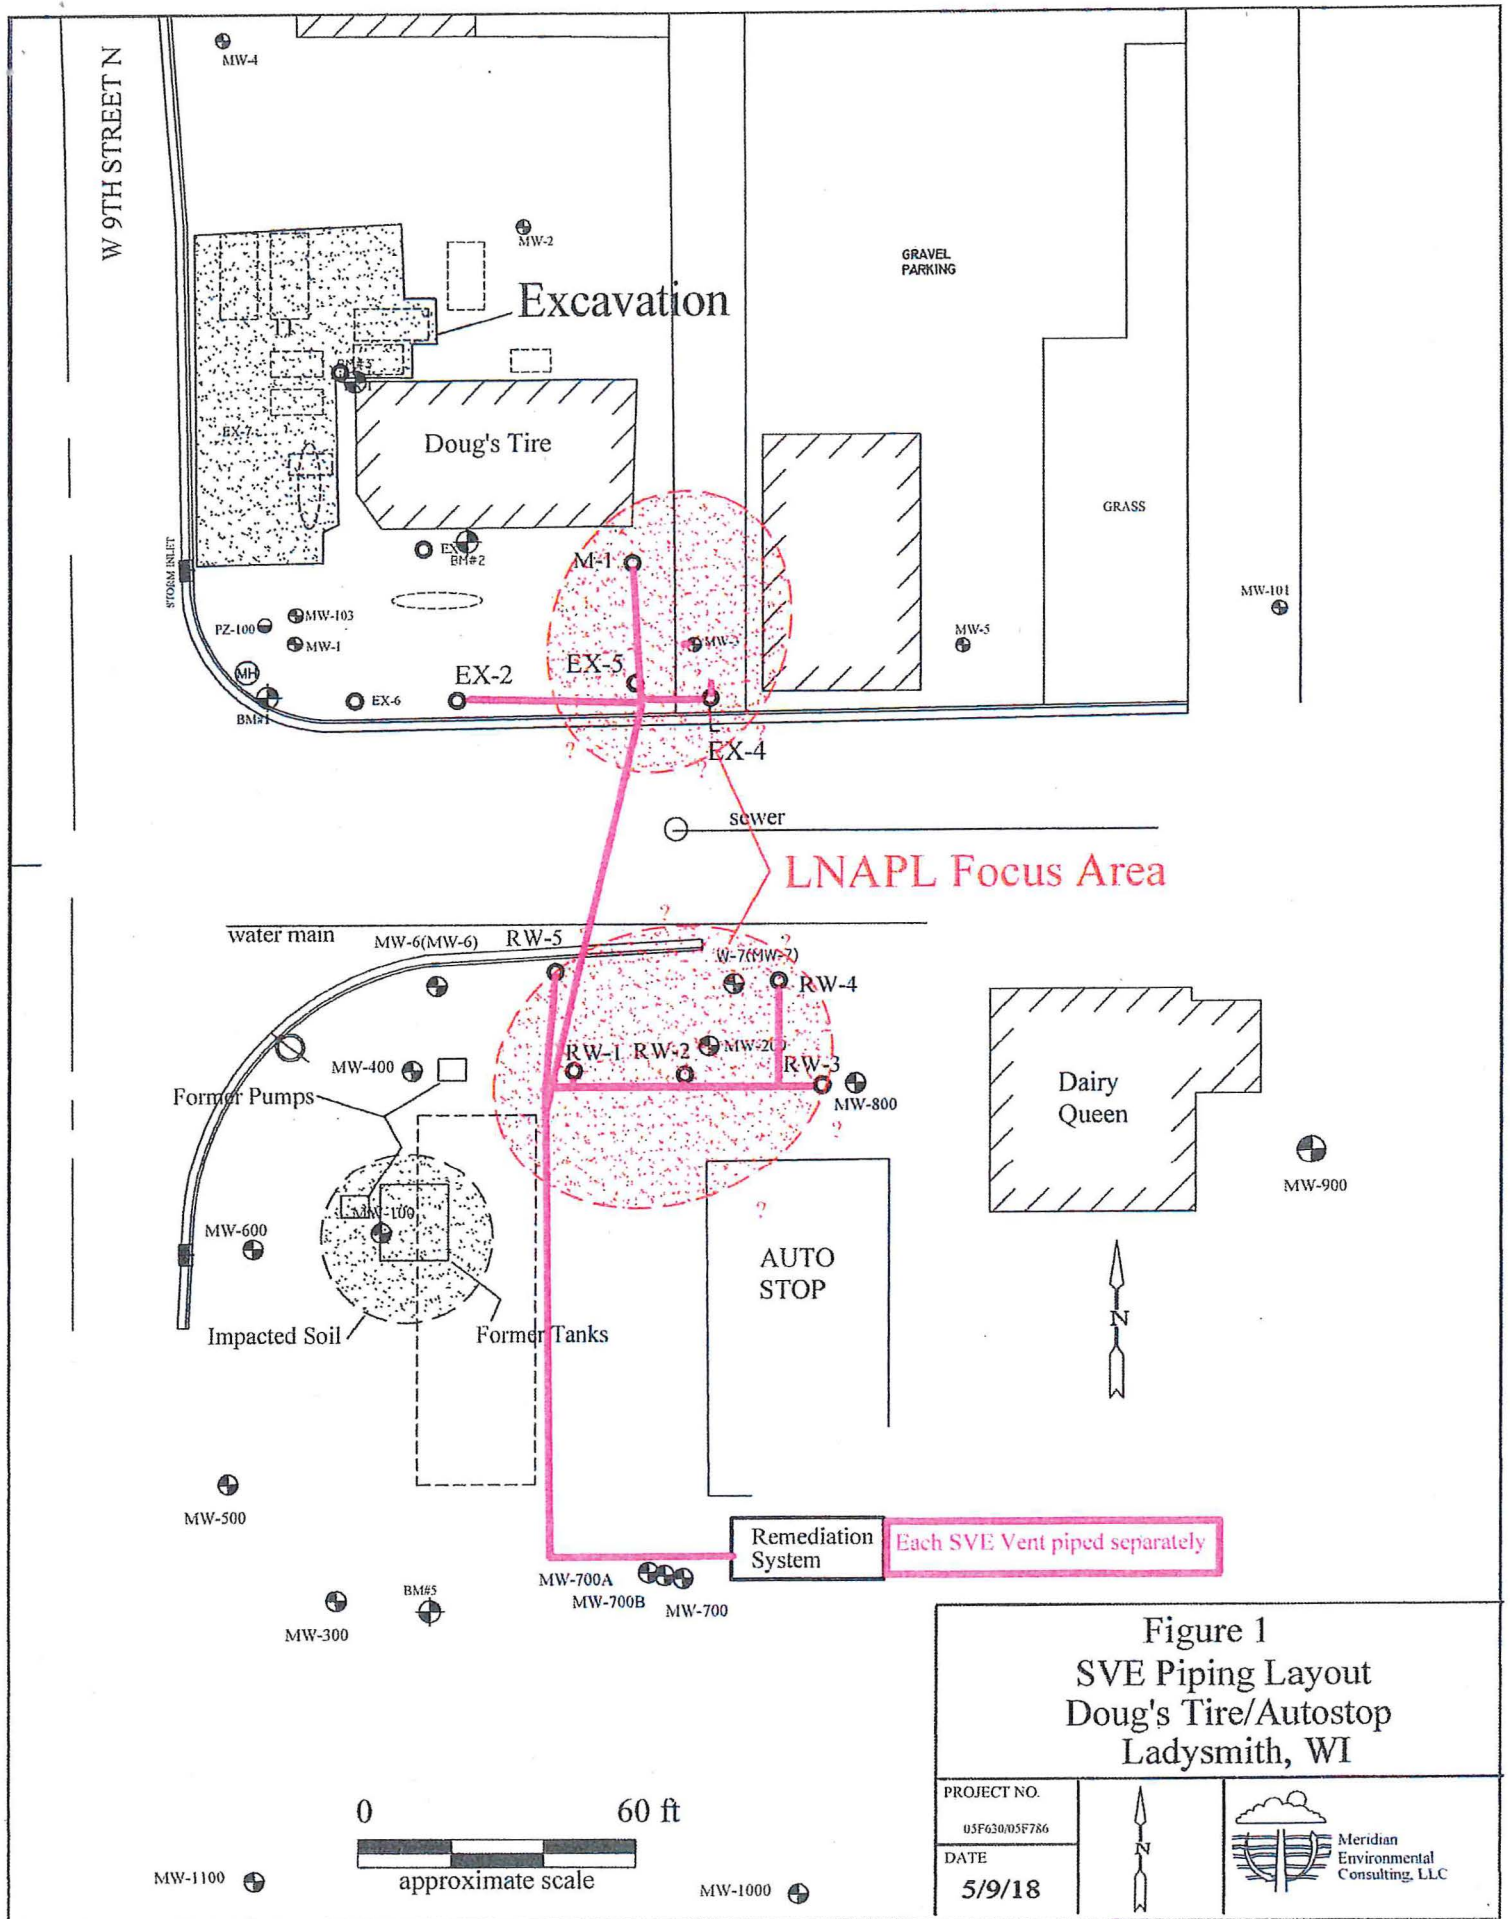 W 9TH STREET N
MW-4
MW-2
GRAVEL
PARKING
Excavation
BM#3
EX-7
Doug's Tire
GRASS
STORM INLET
BM#2
M-1
MW-101
MW-103
PZ-100
MW-1
MW-5
MH
EX-2
EX-5
EX-6
BM#1
?
?
?
?
EX-4
sewer
LNAPL Focus Area
?
water main
MW-6(MW-6)
RW-5
?
W-7(MW-7)
RW-4
RW-1
RW-2
MW-200
RW-3
MW-400
Former Pumps
MW-800
?
Dairy
Queen
MW-900
MW-100
MW-600
?
AUTO
STOP
N
Impacted Soil
Former Tanks
MW-500
Remediation
System
Each SVE Vent piped separately
MW-700A
MW-700B
MW-700
BM#5
MW-300
Figure 1
SVE Piping Layout
Doug's Tire/Autostop
Ladysmith, WI
PROJECT NO.
05F630/05F786
DATE
5/9/18
N
Meridian
Environmental
Consulting, LLC
0 60 ft
approximate scale
MW-1100
MW-1000